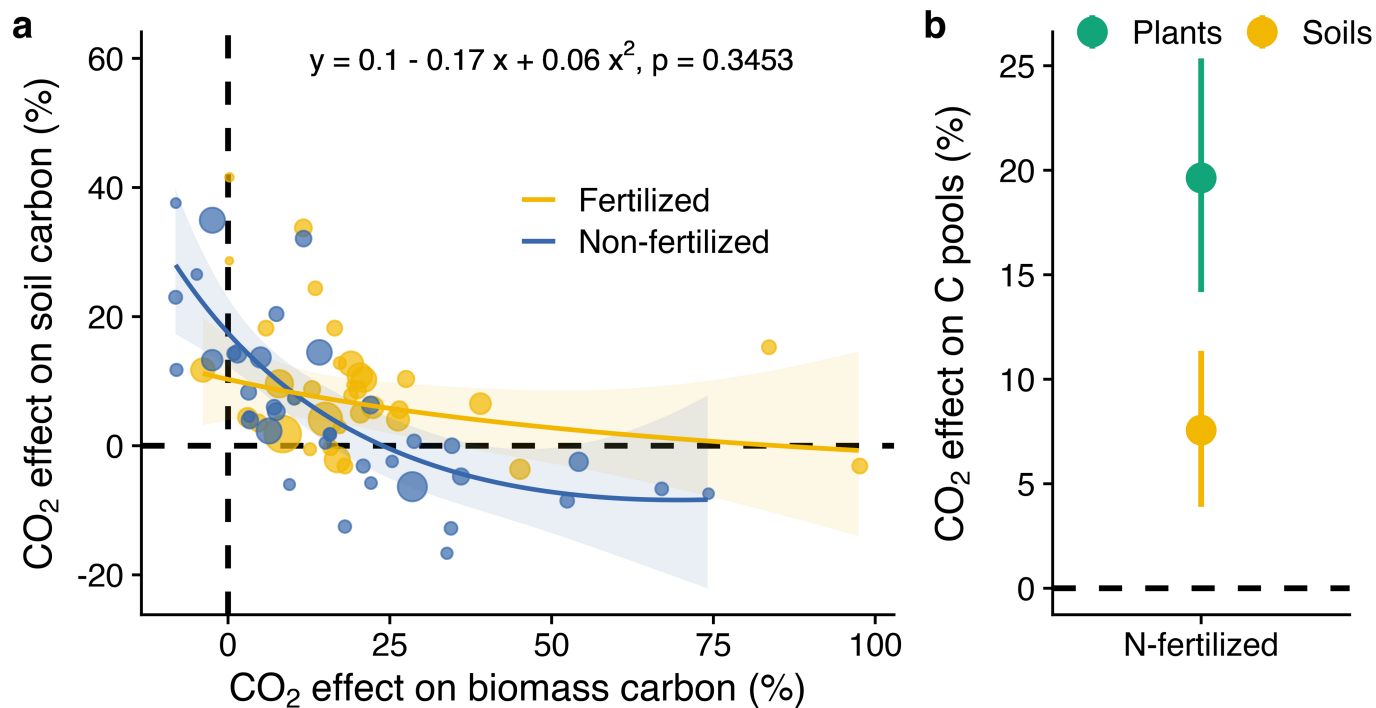 a
y = 0.1 - 0.17 x + 0.06 x², p = 0.3453
CO₂ effect on soil carbon (%)
60
40
20
0
-20
Fertilized
Non-fertilized
0
25
50
75
100
CO₂ effect on biomass carbon (%)
b
Plants
Soils
CO₂ effect on C pools (%)
25
20
15
10
5
0
N-fertilized